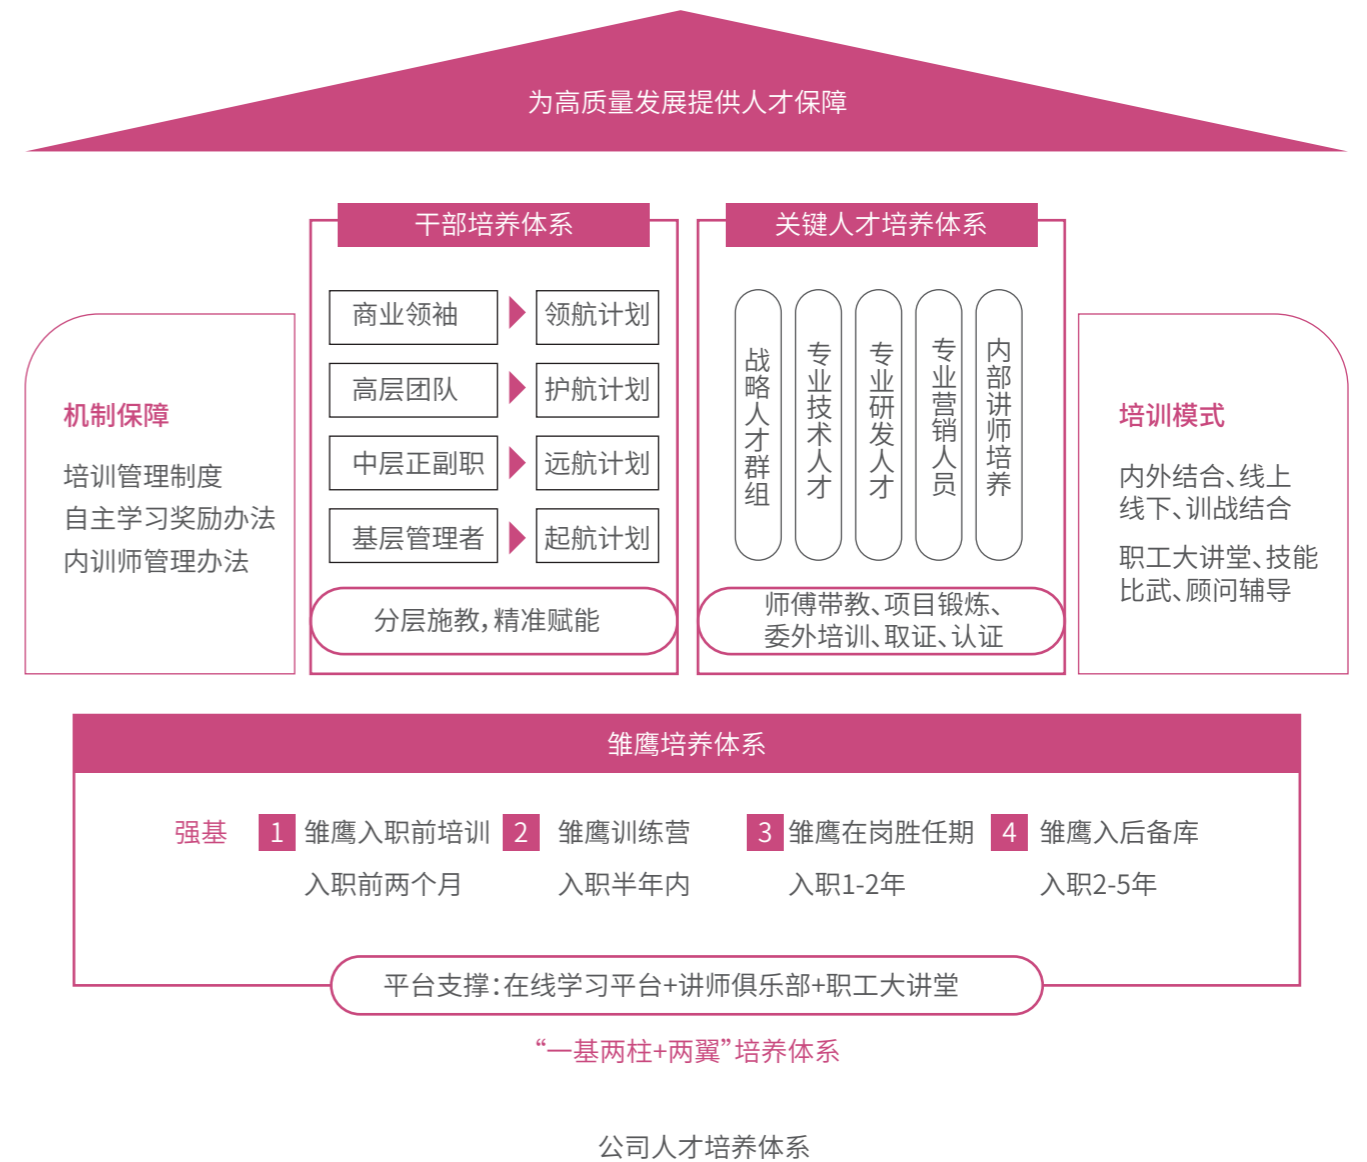 为高质量发展提供人才保障
干部培养体系
商业领袖
领航计划
高层团队
护航计划
中层正副职
远航计划
基层管理者
起航计划
分层施教，精准赋能
关键人才培养体系
战略人才群组
专业技术人才
专业研发人才
专业营销人员
内部讲师培养
师傅带教、项目锻炼、
委外培训、取证、认证
机制保障
培训管理制度
自主学习奖励办法
内训师管理办法
培训模式
内外结合、线上
线下、训战结合
职工大讲堂、技能
比武、顾问辅导
雏鹰培养体系
强基
1 雏鹰入职前培训
入职前两个月
2 雏鹰训练营
入职半年内
3 雏鹰在岗胜任期
入职1-2年
4 雏鹰入后备库
入职2-5年
平台支撑：在线学习平台+讲师俱乐部+职工大讲堂
“一基两柱+两翼”培养体系
公司人才培养体系